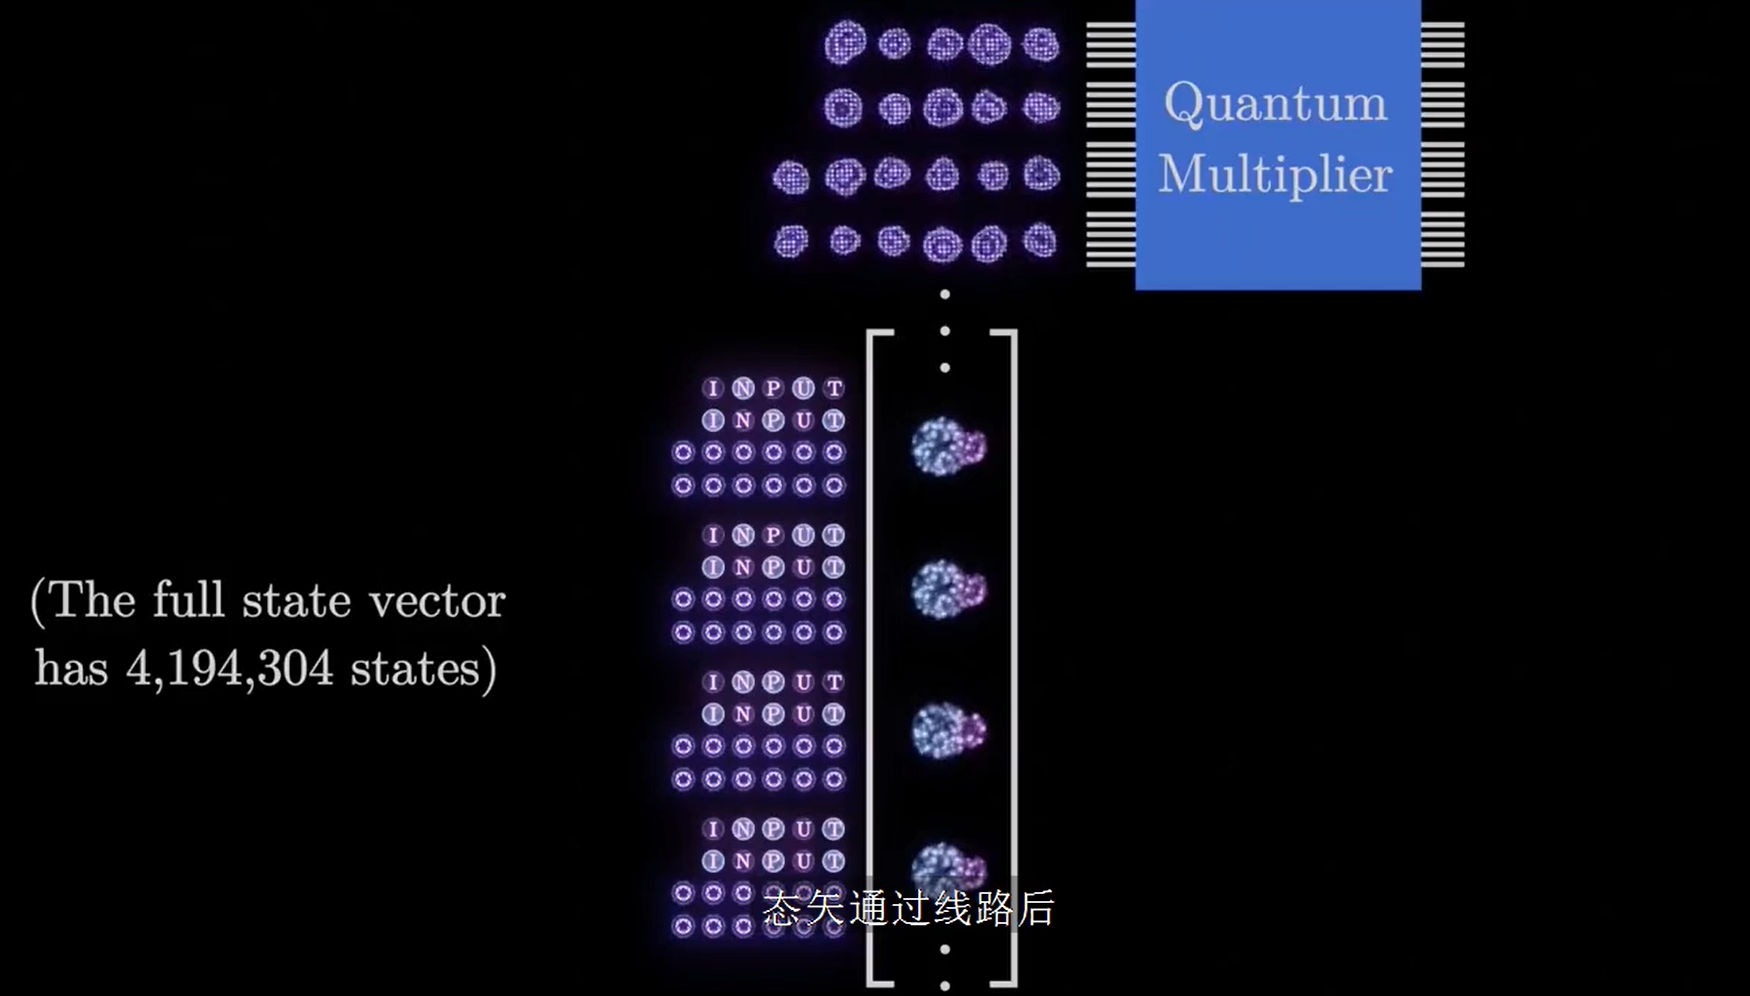 Quantum
Multiplier
I N P U T
I N P U T
I N P U T
I N P U T
(The full state vector
has 4,194,304 states)
I N P U T
I N P U T
I N P U T
I N P U T
态矢通过线路后